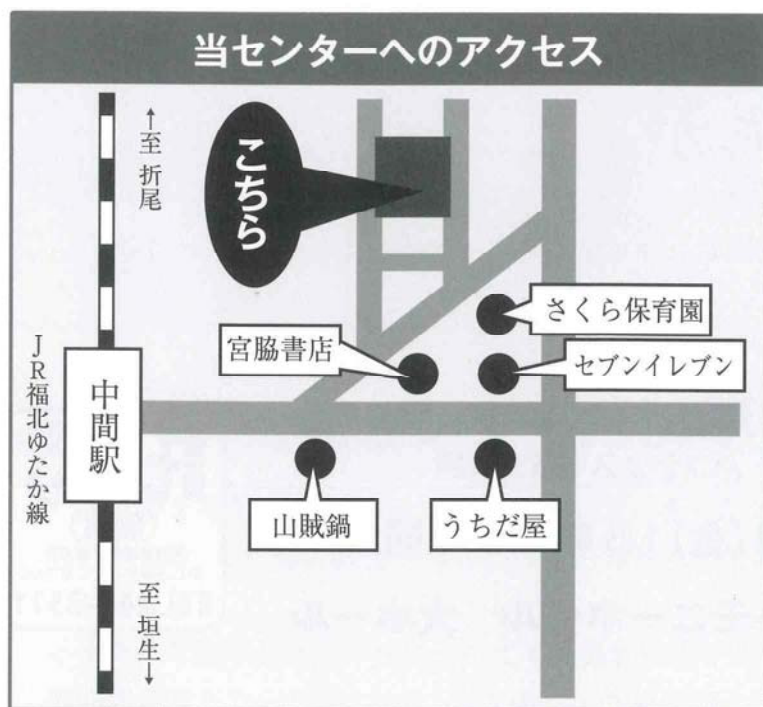 当センターへのアクセス
←至 折尾
こちら
さくら保育園
宮脇書店
セブンイレブン
JR福北ゆたか線
中間駅
山賊鍋
うちだ屋
至 垣生→